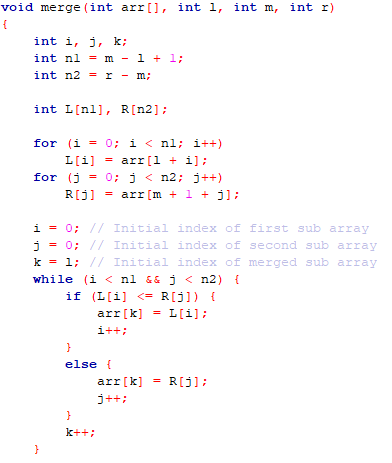 void merge(int arr[], int l, int m, int r)
{
    int i, j, k;
    int n1 = m - l + 1;
    int n2 = r - m;

    int L[n1], R[n2];

    for (i = 0; i < n1; i++)
        L[i] = arr[l + i];
    for (j = 0; j < n2; j++)
        R[j] = arr[m + 1 + j];

    i = 0; // Initial index of first sub array
    j = 0; // Initial index of second sub array
    k = l; // Initial index of merged sub array
    while (i < n1 && j < n2) {
        if (L[i] <= R[j]) {
            arr[k] = L[i];
            i++;
        }
        else {
            arr[k] = R[j];
            j++;
        }
        k++;
    }